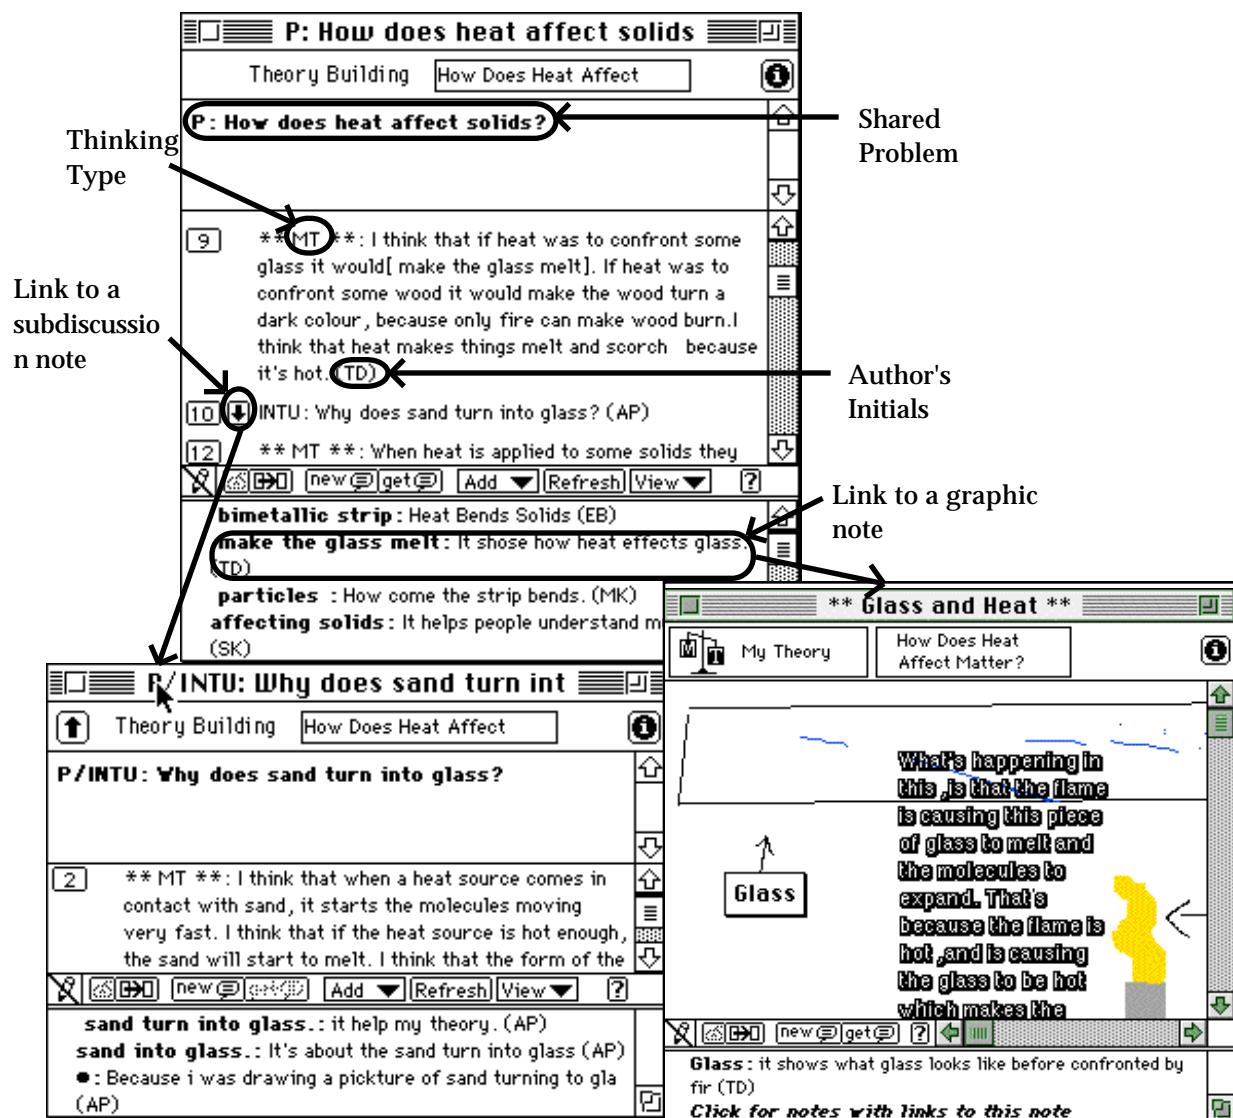 P: How does heat affect solids
Theory Building How Does Heat Affect
P: How does heat affect solids?
Shared
Problem
Thinking
Type
9 ** MT **: I think that if heat was to confront some
glass it would[ make the glass melt]. If heat was to
confront some wood it would make the wood turn a
dark colour, because only fire can make wood burn.I
think that heat makes things melt and scorch because
it's hot. (TD)
Link to a
subdiscussio
n note
Author's
Initials
10 INTU: Why does sand turn into glass? (AP)
12 ** MT **: When heat is applied to some solids they
new get Add Refresh View ?
Link to a graphic
note
bimetallic strip: Heat Bends Solids (EB)
make the glass melt: It shose how heat effects glass.
(TD)
particles : How come the strip bends. (MK)
affecting solids: It helps people understand m
(SK)
P/INTU: Why does sand turn int
Theory Building How Does Heat Affect
P/INTU: Why does sand turn into glass?
2 ** MT **: I think that when a heat source comes in
contact with sand, it starts the molecules moving
very fast. I think that if the heat source is hot enough,
the sand will start to melt. I think that the form of the
new get Add Refresh View ?
sand turn into glass.: it help my theory. (AP)
sand into glass.: It's about the sand turn into glass (AP)
●: Because i was drawing a pickture of sand turning to gla
(AP)
** Glass and Heat **
M T My Theory
How Does Heat
Affect Matter?
What's happening in
this ,is that the flame
is causing this piece
of glass to melt and
the molecules to
expand. That's
because the flame is
hot ,and is causing
the glass to be hot
which makes the
Glass
new get ?
Glass: it shows what glass looks like before confronted by
fir (TD)
Click for notes with links to this note